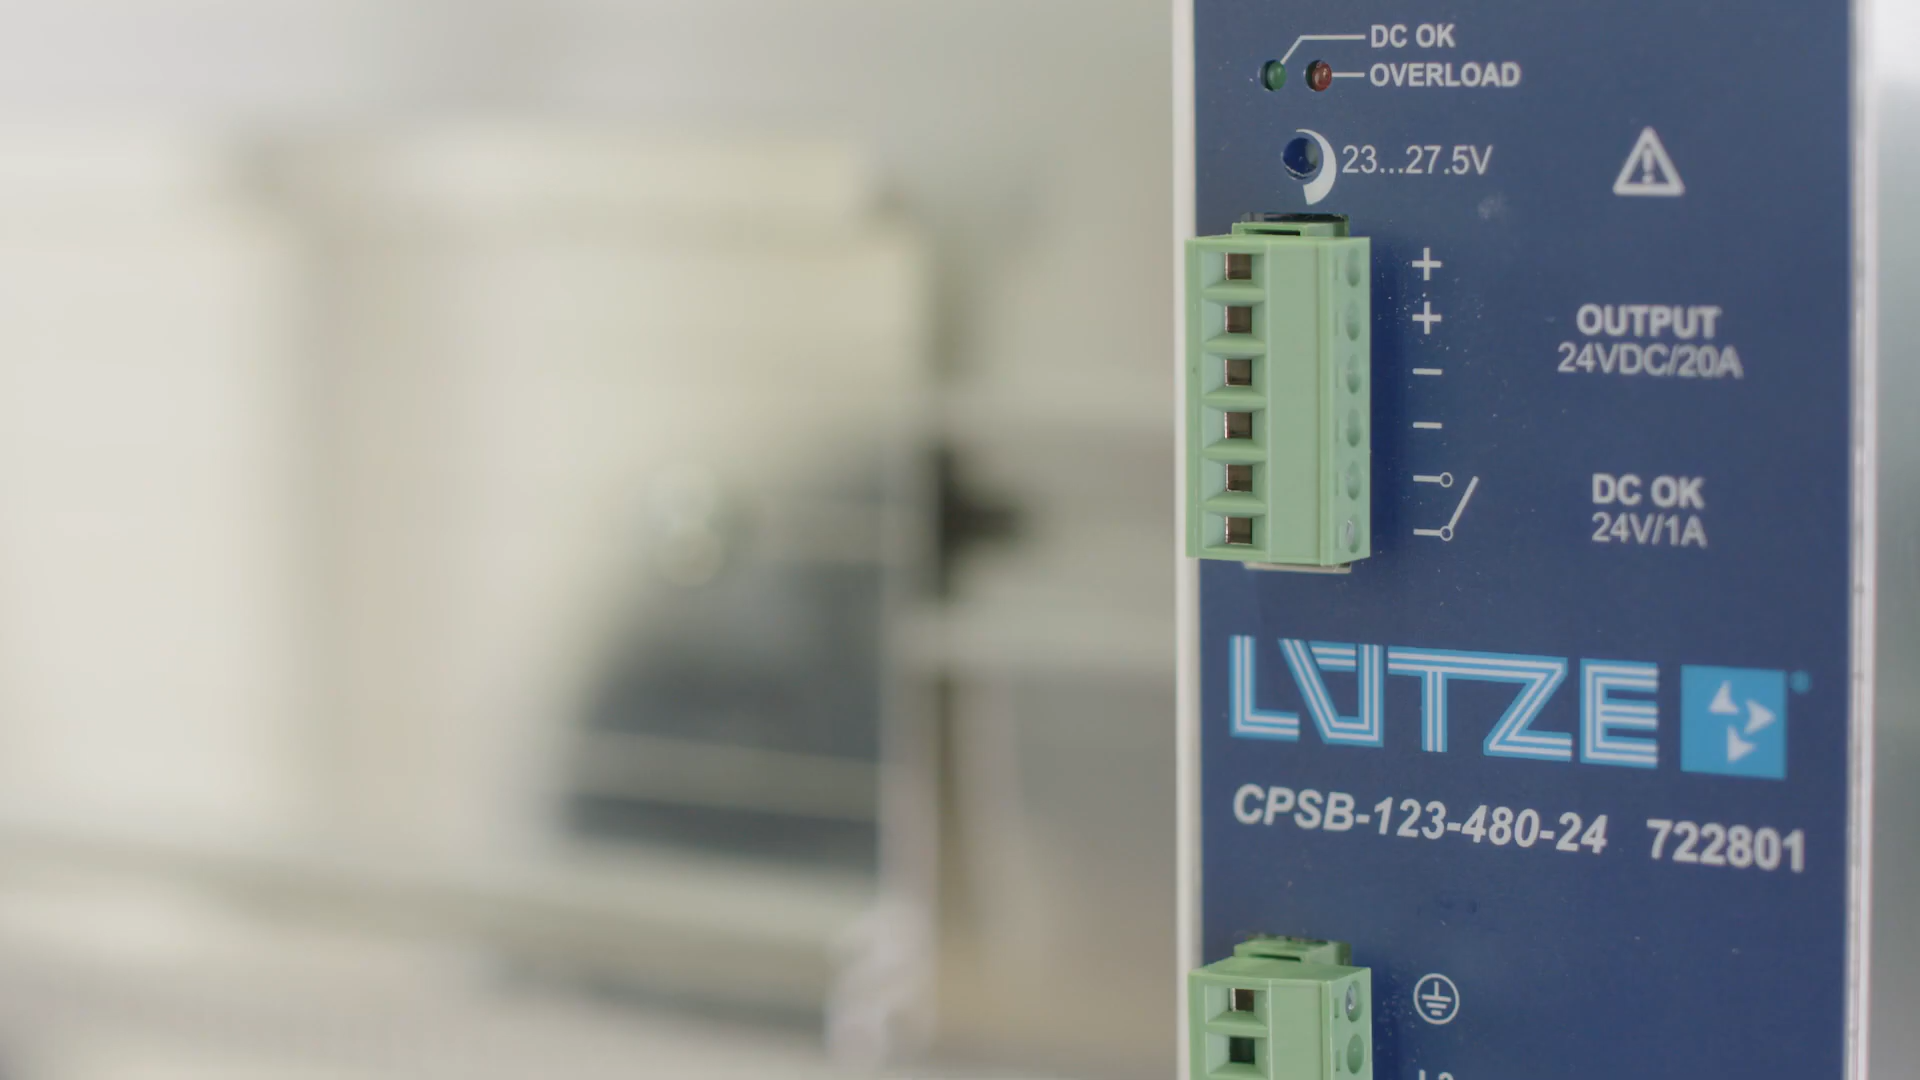 DC OK
OVERLOAD
23...27.5V
+
+
OUTPUT
24VDC/20A
−
−
DC OK
24V/1A
LÜTZE
CPSB-123-480-24 722801